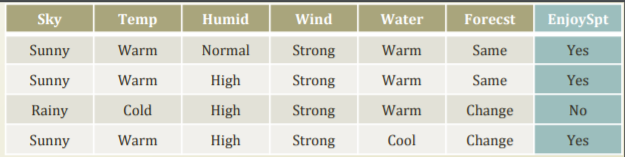 Sky Temp Humid Wind Water Forecst EnjoySpt
Sunny Warm Normal Strong Warm Same Yes
Sunny Warm High Strong Warm Same Yes
Rainy Cold High Strong Warm Change No
Sunny Warm High Strong Cool Change Yes